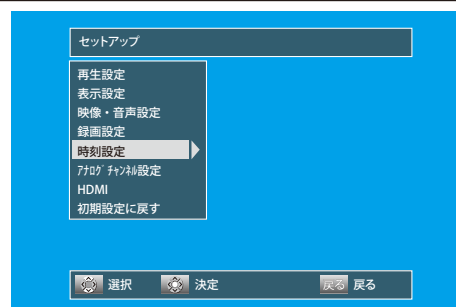 セットアップ
再生設定
表示設定
映像・音声設定
録画設定
時刻設定
ｱﾅﾛｸﾞ ﾁｬﾝﾈﾙ設定
HDMI
初期設定に戻す
選択 決定 戻る 戻る